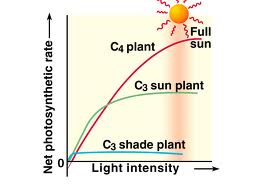 Full
sun
C4 plant
C3 sun plant
C3 shade plant
Net photosynthetic rate
0
Light intensity